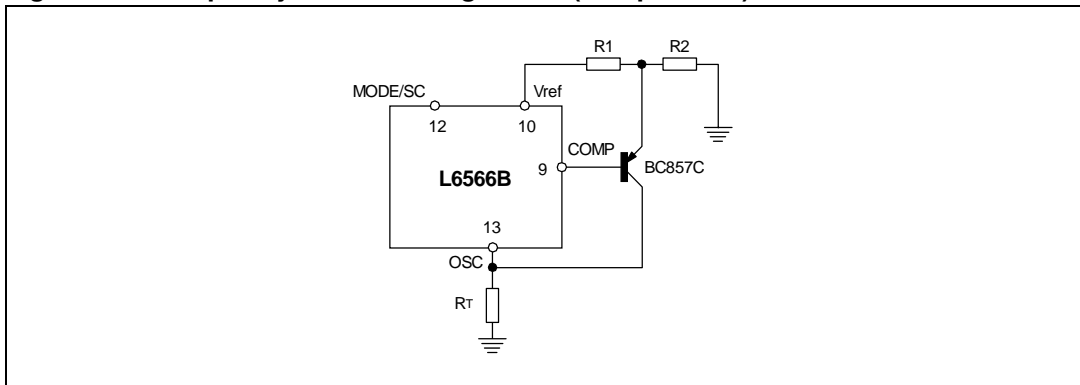 R1
R2
MODE/SC
Vref
12
10
COMP
9
BC857C
L6566B
13
OSC
RT